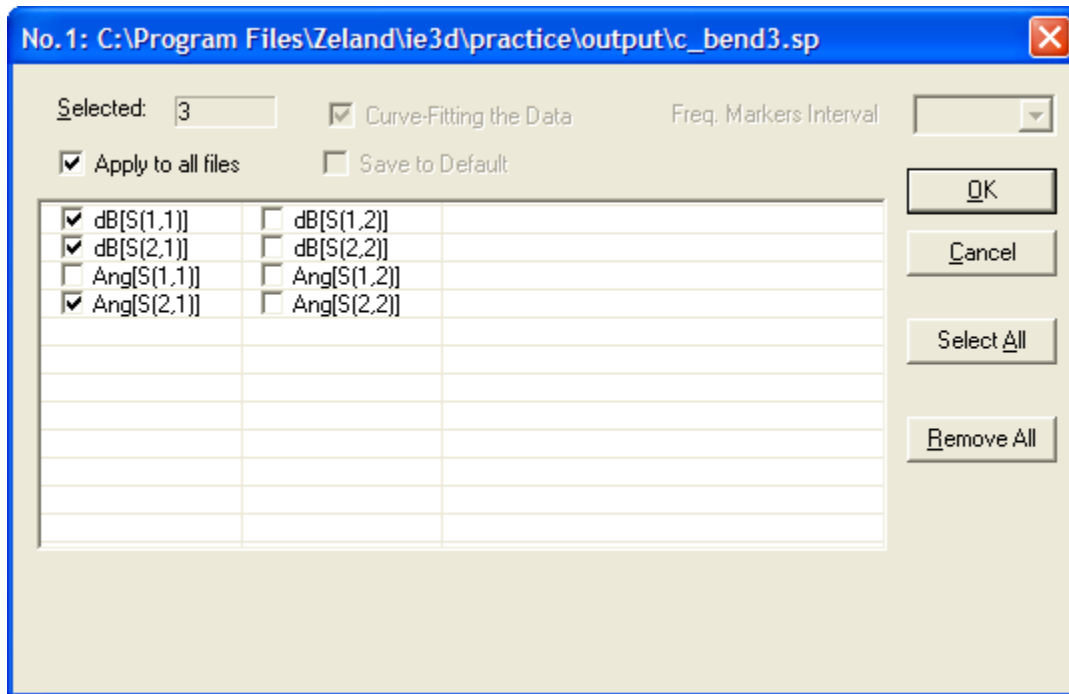 No.1: C:\Program Files\Zeland\ie3d\practice\output\c_bend3.sp
Selected: 3
Curve-Fitting the Data
Freq. Markers Interval
Apply to all files
Save to Default
OK
dB[S(1,1)] dB[S(1,2)]
dB[S(2,1)] dB[S(2,2)]
Cancel
Ang[S(1,1)] Ang[S(1,2)]
Ang[S(2,1)] Ang[S(2,2)]
Select All
Remove All